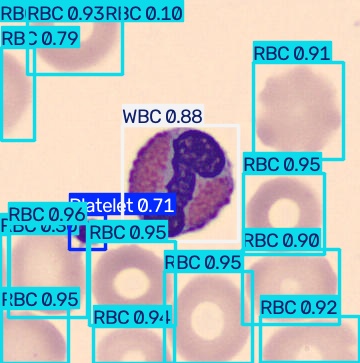 RBC 0.93
RBC 0.10
RBC 0.79
RBC 0.91
WBC 0.88
RBC 0.95
Platelet 0.71
RBC 0.96
RBC 0.95
RBC 0.90
RBC 0.95
RBC 0.95
RBC 0.92
RBC 0.94